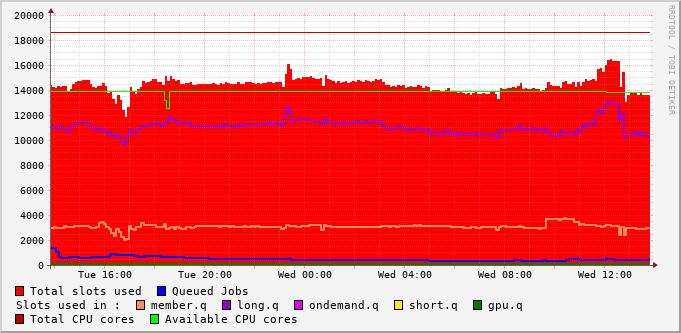 20000
18000
16000
14000
12000
10000
8000
6000
4000
2000
0
Tue 16:00 Tue 20:00 Wed 00:00 Wed 04:00 Wed 08:00 Wed 12:00
RRDTOOL / TOBI OETIKER
Total slots used Queued Jobs
Slots used in : member.q long.q ondemand.q short.q gpu.q
Total CPU cores Available CPU cores